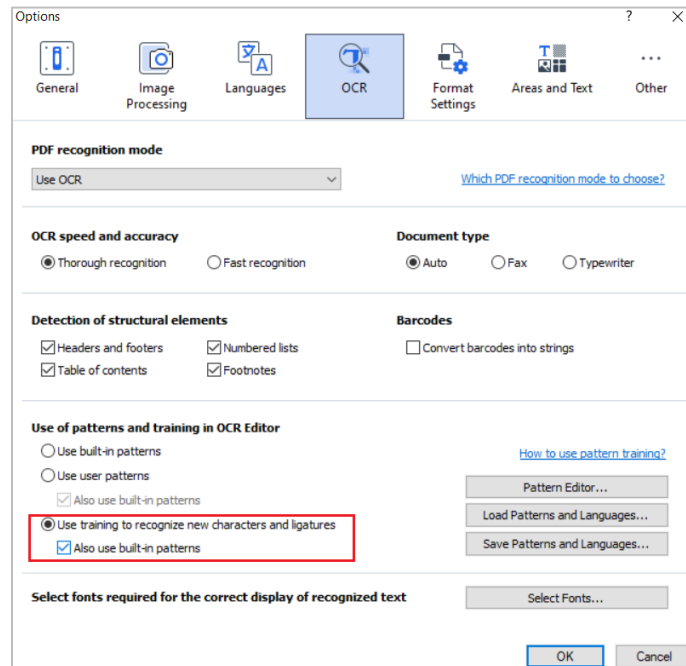 Options ? X
General
Image Processing
Languages
OCR
Format Settings
Areas and Text
Other
PDF recognition mode
Use OCR
Which PDF recognition mode to choose?
OCR speed and accuracy
Thorough recognition Fast recognition
Document type
Auto Fax Typewriter
Detection of structural elements
Headers and footers Numbered lists
Table of contents Footnotes
Barcodes
Convert barcodes into strings
Use of patterns and training in OCR Editor
Use built-in patterns
Use user patterns
Also use built-in patterns
Use training to recognize new characters and ligatures
Also use built-in patterns
How to use pattern training?
Pattern Editor...
Load Patterns and Languages...
Save Patterns and Languages...
Select fonts required for the correct display of recognized text
Select Fonts...
OK Cancel